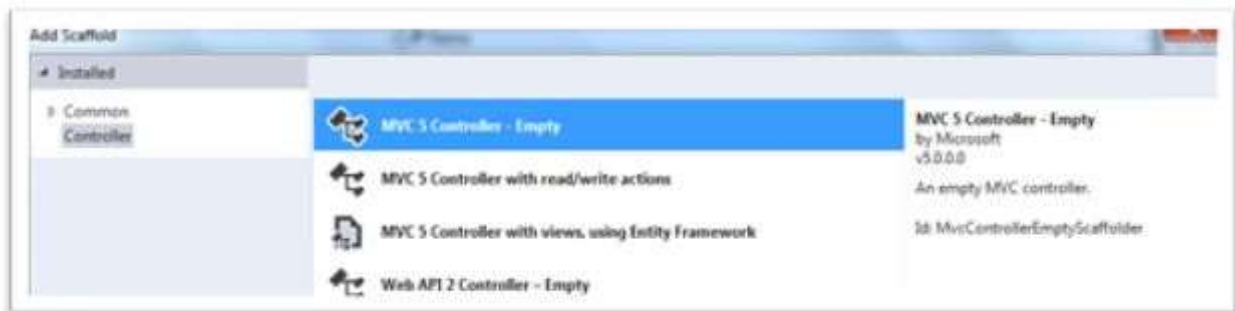 Add Scaffold
Installed
Common
Controller
MVC 5 Controller - Empty
MVC 5 Controller with read/write actions
MVC 5 Controller with views, using Entity Framework
Web API 2 Controller - Empty
MVC 5 Controller - Empty
by Microsoft
v5.0.0.0
An empty MVC controller.
Id: MvcControllerEmptyScaffolder